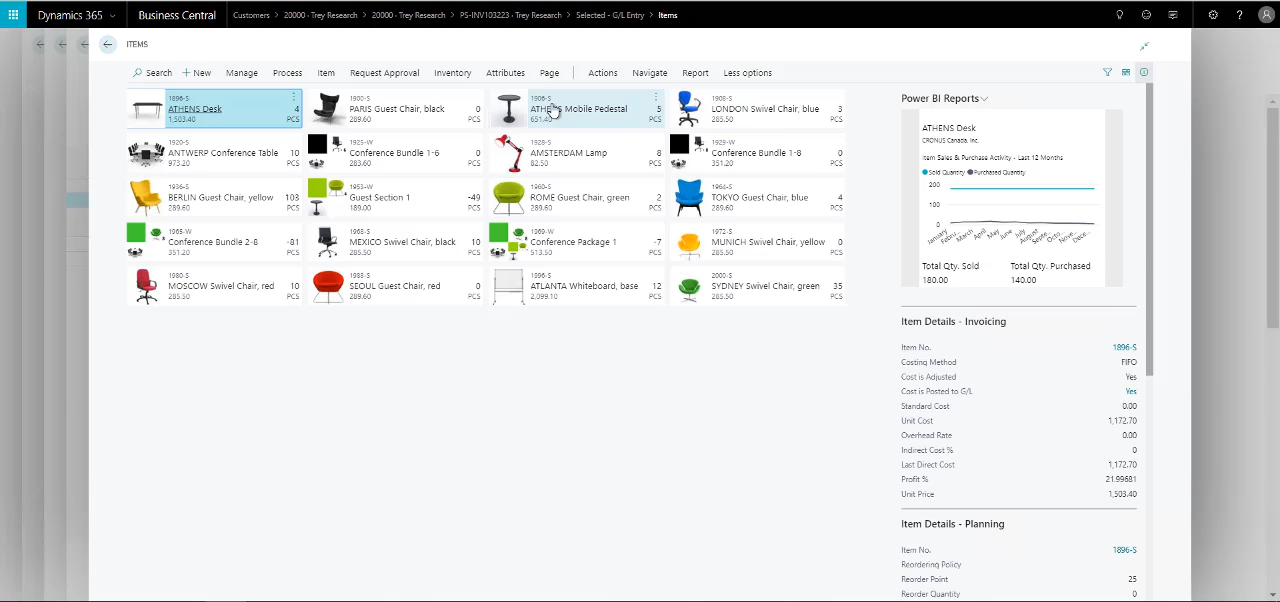 Dynamics 365
Business Central
Customers > 20000 · Trey Research > 20000 · Trey Research > PS-INV103223 · Trey Research > Selected - G/L Entry > Items
?
ITEMS
Search
+ New
Manage
Process
Item
Request Approval
Inventory
Attributes
Page
Actions
Navigate
Report
Less options
1896-S
ATHENS Desk 4
1,503.40 PCS
1900-S
PARIS Guest Chair, black 0
289.60 PCS
1906-S
ATHENS Mobile Pedestal 5
651.40 PCS
1908-S
LONDON Swivel Chair, blue 3
285.50 PCS
1920-S
ANTWERP Conference Table 10
973.20 PCS
1925-W
Conference Bundle 1-6 0
351.20 PCS
1928-S
AMSTERDAM Lamp 8
82.50 PCS
1929-W
Conference Bundle 1-8 0
351.20 PCS
1936-S
BERLIN Guest Chair, yellow 103
289.60 PCS
1953-W
Guest Section 1 -49
189.00 PCS
1960-S
ROME Guest Chair, green 2
289.60 PCS
1964-S
TOKYO Guest Chair, blue 4
289.60 PCS
1965-W
Conference Bundle 2-8 -81
351.20 PCS
1968-S
MEXICO Swivel Chair, black 10
285.50 PCS
1969-W
Conference Package 1 -7
513.50 PCS
1972-S
MUNICH Swivel Chair, yellow 0
285.50 PCS
1980-S
MOSCOW Swivel Chair, red 10
285.50 PCS
1988-S
SEOUL Guest Chair, red 0
289.60 PCS
1996-S
ATLANTA Whiteboard, base 12
2,099.10 PCS
2000-S
SYDNEY Swivel Chair, green 35
285.50 PCS
Power BI Reports
ATHENS Desk
CRONUS Canada, Inc.
Item Sales & Purchase Activity - Last 12 Months
Sold Quantity Purchased Quantity
200
100
0
January Febru... March April May June July August Septe... Octo... Nove... Dece...
Total Qty. Sold Total Qty. Purchased
180.00 140.00
Item Details - Invoicing
Item No. 1896-S
Costing Method FIFO
Cost is Adjusted Yes
Cost is Posted to G/L Yes
Standard Cost 0.00
Unit Cost 1,172.70
Overhead Rate 0.00
Indirect Cost % 0
Last Direct Cost 1,172.70
Profit % 21.99681
Unit Price 1,503.40
Item Details - Planning
Item No. 1896-S
Reordering Policy
Reorder Point 25
Reorder Quantity 0